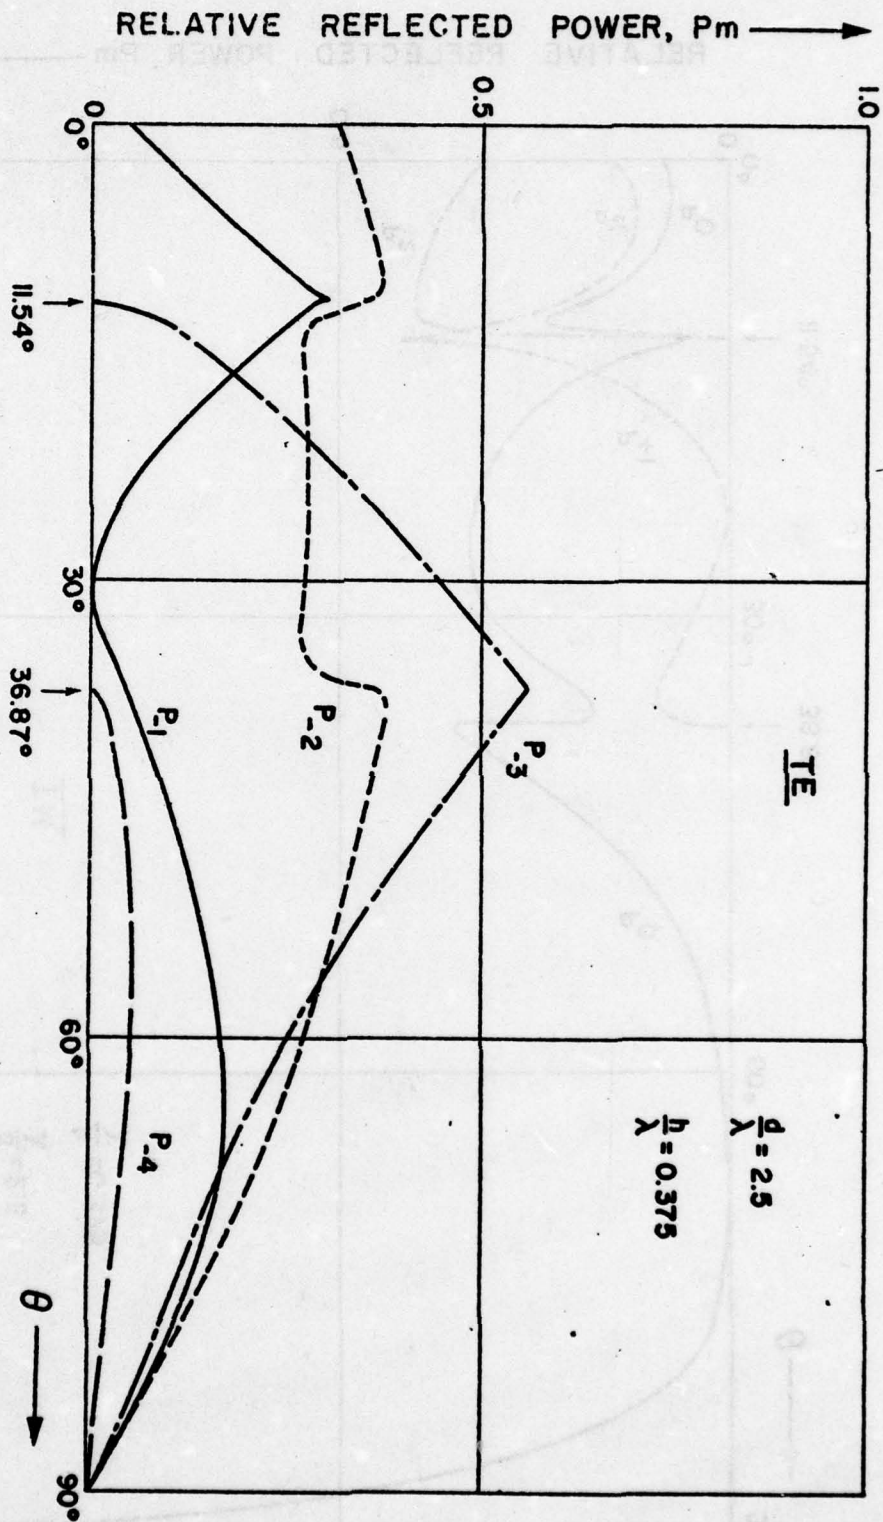 RELATIVE REFLECTED POWER, Pm
1.0
0.5
0
0°
11.54°
30°
36.87°
60°
90°
θ
TE
d/λ = 2.5
h/λ = 0.375
P-1
P-2
P-3
P-4